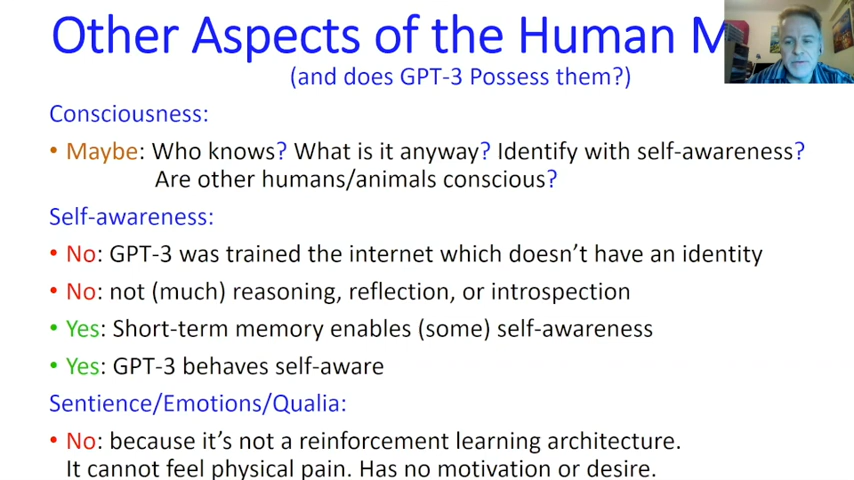 Other Aspects of the Human M
(and does GPT-3 Possess them?)
Consciousness:
• Maybe: Who knows? What is it anyway? Identify with self-awareness?
Are other humans/animals conscious?
Self-awareness:
• No: GPT-3 was trained the internet which doesn't have an identity
• No: not (much) reasoning, reflection, or introspection
• Yes: Short-term memory enables (some) self-awareness
• Yes: GPT-3 behaves self-aware
Sentience/Emotions/Qualia:
• No: because it's not a reinforcement learning architecture.
It cannot feel physical pain. Has no motivation or desire.